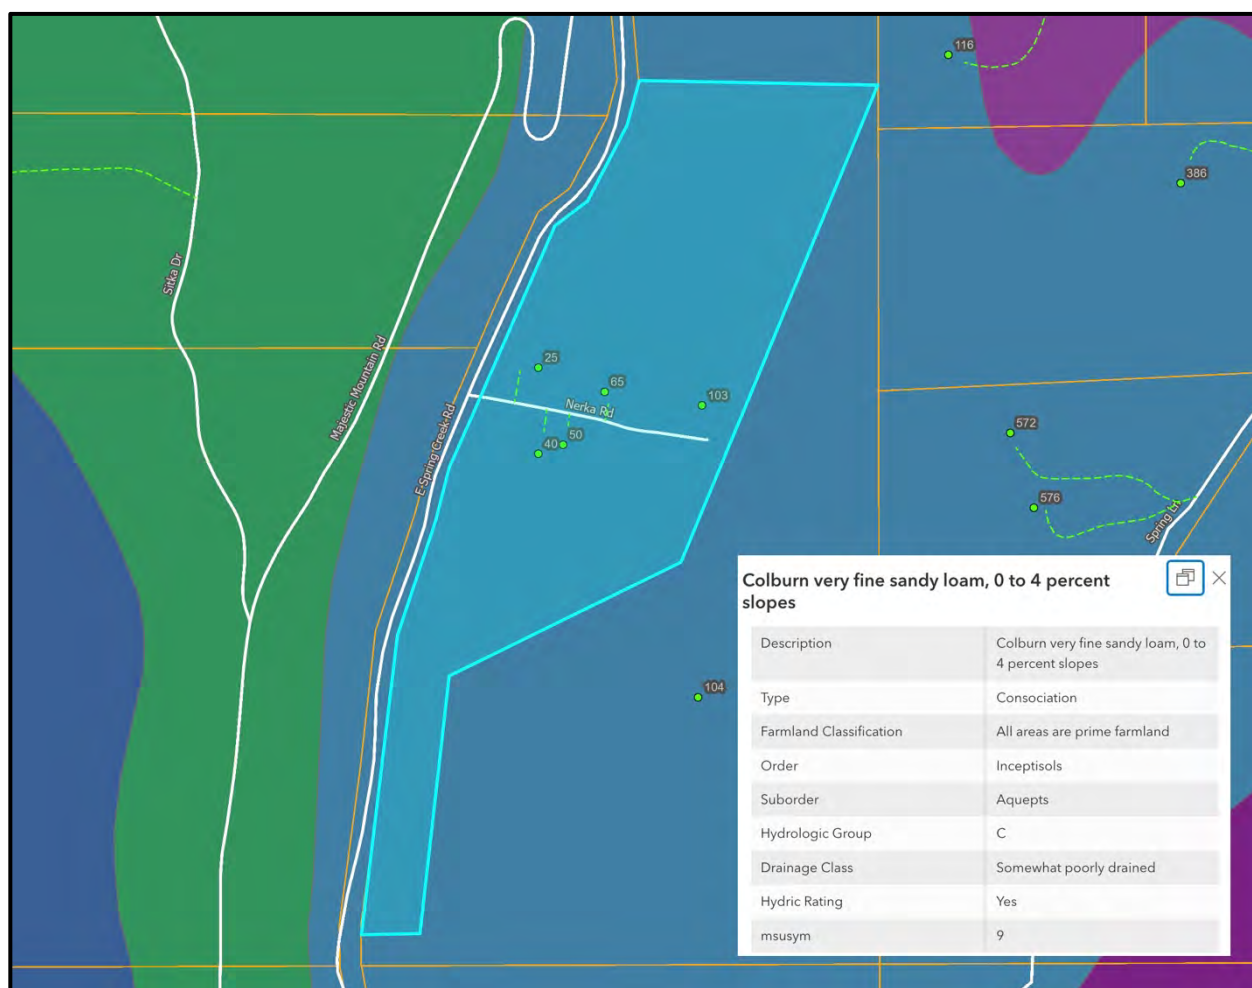 116
386
Sitka Dr
Majestic Mountain Rd
E Spring Creek Rd
25
65
103
Nerka Rd
40
50
572
576
Spring Ln
104
Colburn very fine sandy loam, 0 to 4 percent
slopes
Description
Colburn very fine sandy loam, 0 to
4 percent slopes
Type
Consociation
Farmland Classification
All areas are prime farmland
Order
Inceptisols
Suborder
Aquepts
Hydrologic Group
C
Drainage Class
Somewhat poorly drained
Hydric Rating
Yes
msusym
9